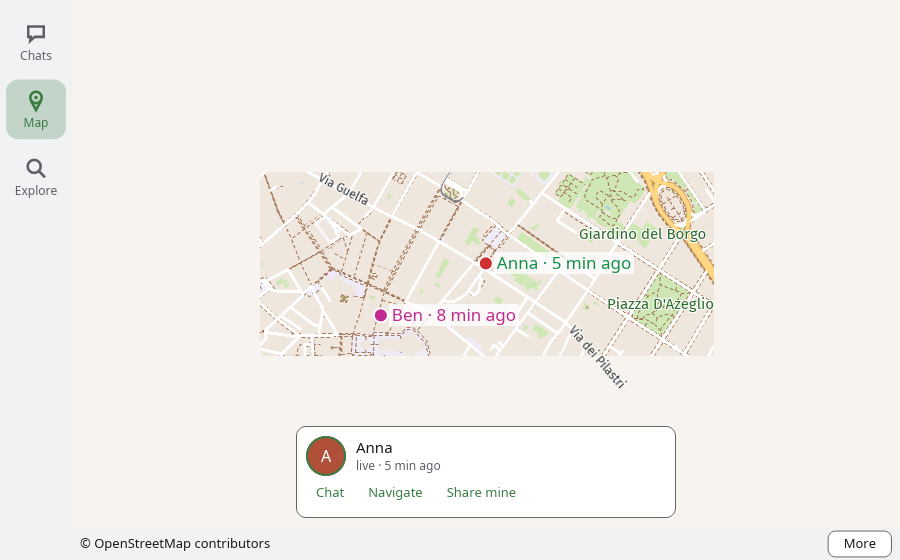 Chats
Map
Explore
Via Guelfa
Giardino del Borgo
Anna · 5 min ago
Piazza D'Azeglio
Ben · 8 min ago
Via dei Pilastri
A
Anna
live · 5 min ago
Chat Navigate Share mine
© OpenStreetMap contributors
More